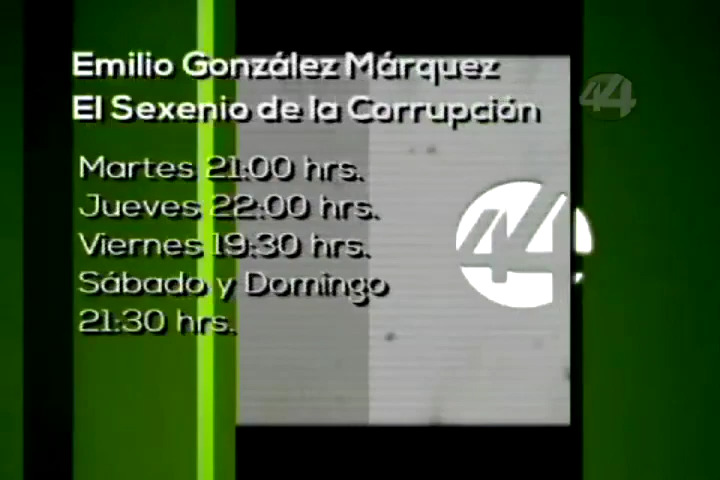 Emilio González Márquez
El Sexenio de la Corrupción
44
Martes 21:00 hrs.
Jueves 22:00 hrs.
Viernes 19:30 hrs.
44
Sábado y Domingo
21:30 hrs.